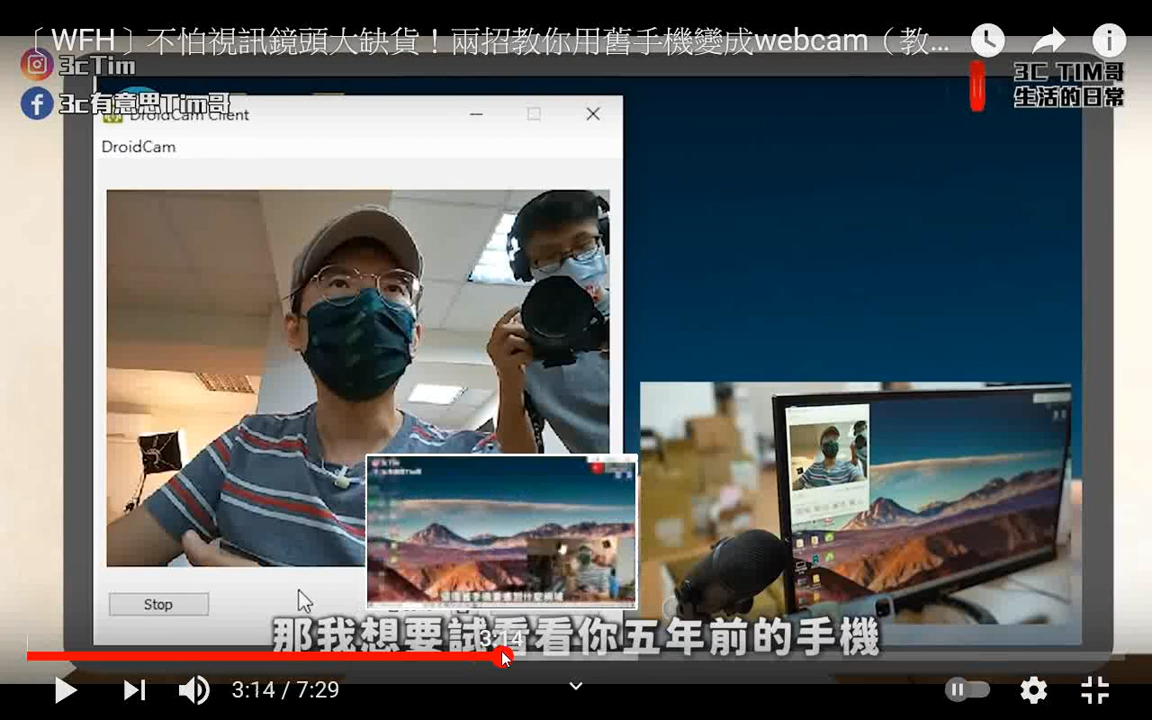 〔WFH〕不怕視訊鏡頭大缺貨！兩招教你用舊手機變成webcam（教…
3cTim
3c有意思Tim哥
3C TIM哥
生活的日常
DroidCam Client
DroidCam
Stop
那我想要試看看你五年前的手機
3:14
3:14 / 7:29